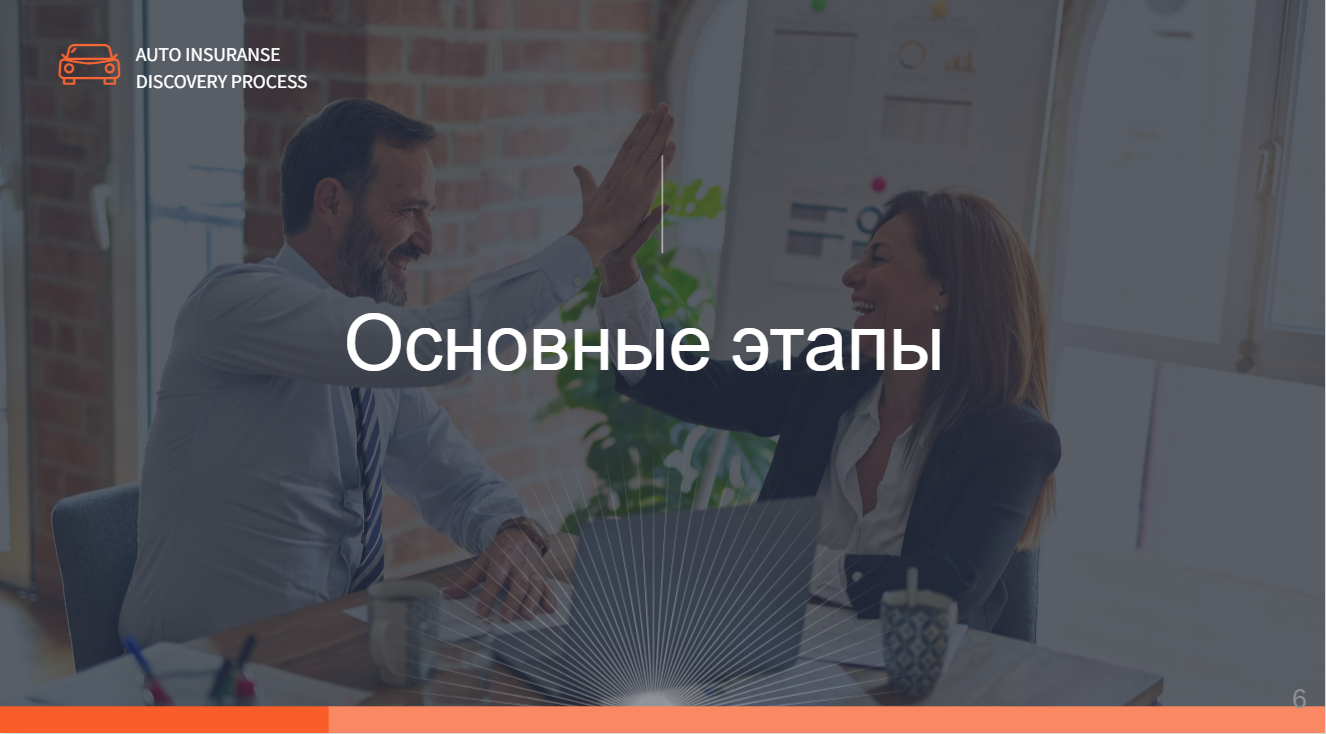 AUTO INSURANSE
DISCOVERY PROCESS
Основные этапы
6